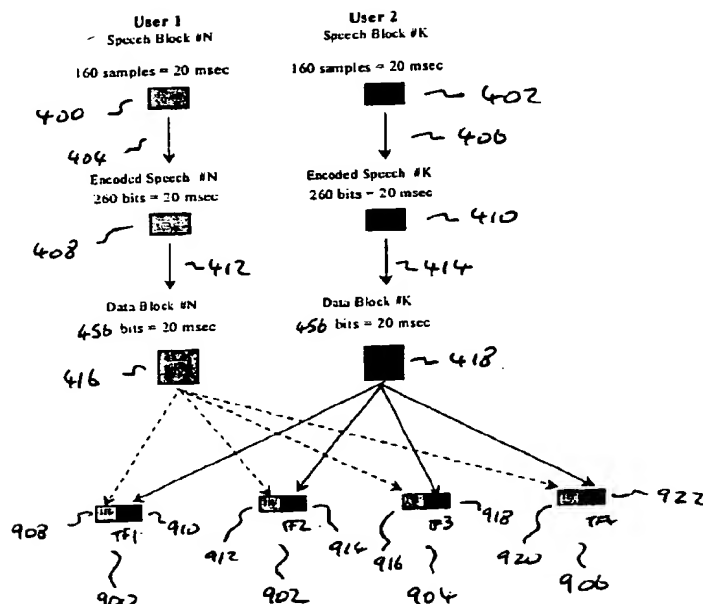 User 1 User 2
Speech Block #N Speech Block #K
160 samples = 20 msec 160 samples = 20 msec
400 402
404 406
Encoded Speech #N Encoded Speech #K
260 bits = 20 msec 260 bits = 20 msec
408 410
412 414
Data Block #N Data Block #K
456 bits = 20 msec 456 bits = 20 msec
416 418
908 910 912 914 916 918 920 922
TF1 TF2 TF3 TF4
902 904 906